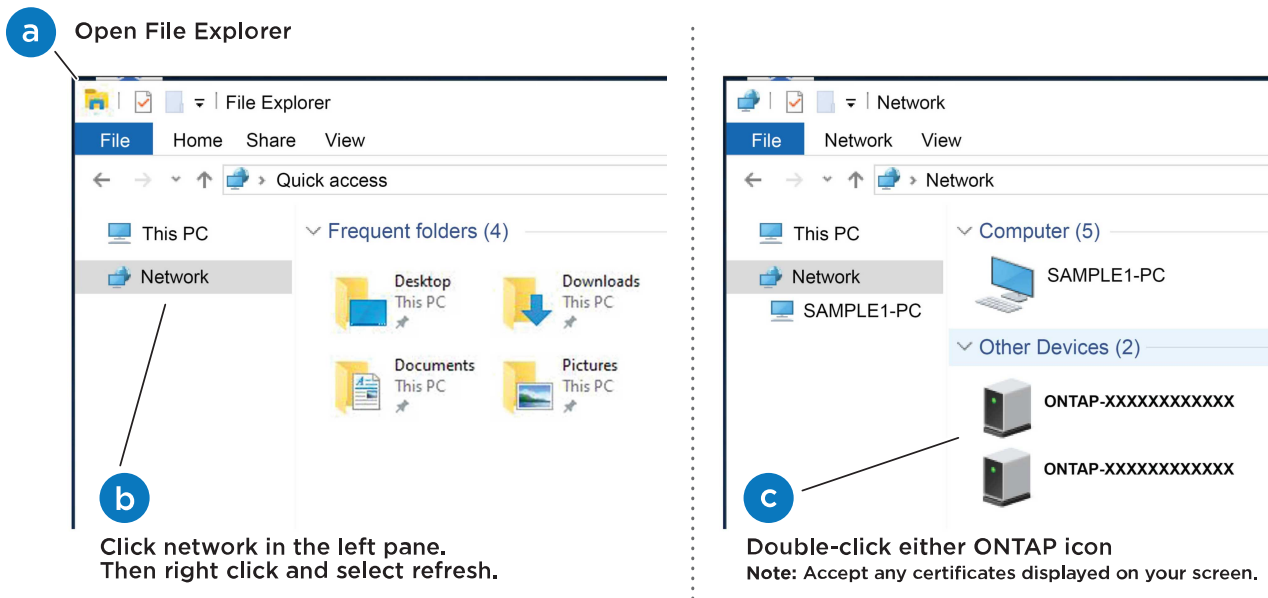 a
Open File Explorer
File Explorer
File Home Share View
Quick access
This PC
Network
Frequent folders (4)
Desktop
This PC
Downloads
This PC
Documents
This PC
Pictures
This PC
b
Click network in the left pane.
Then right click and select refresh.
Network
File Network View
Network
This PC
Network
SAMPLE1-PC
Computer (5)
SAMPLE1-PC
Other Devices (2)
ONTAP-XXXXXXXXXXXX
ONTAP-XXXXXXXXXXXX
c
Double-click either ONTAP icon
Note: Accept any certificates displayed on your screen.